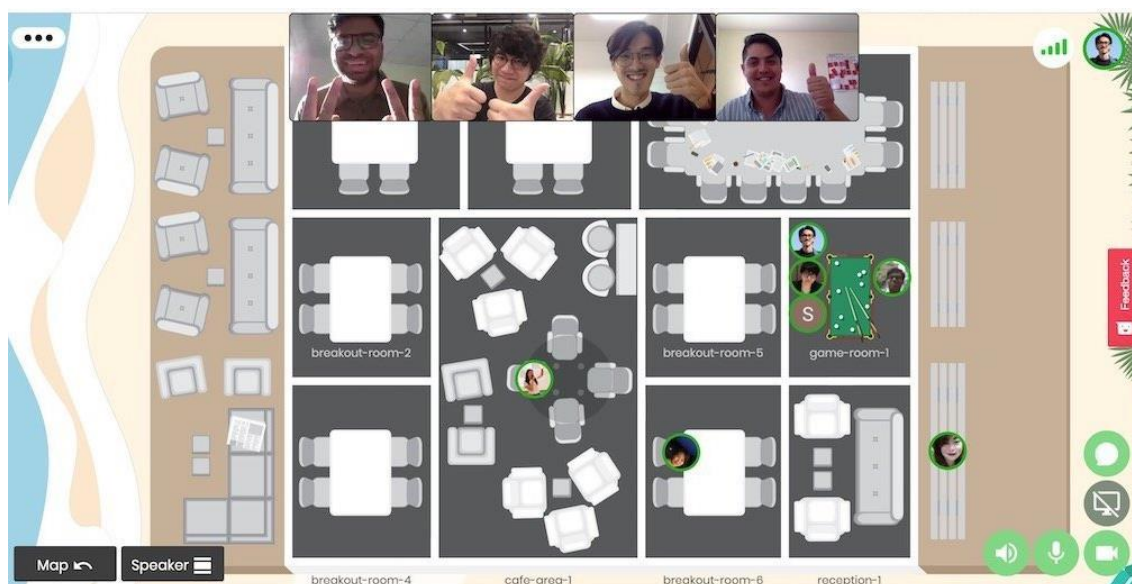 breakout-room-2
breakout-room-5
S
game-room-1
Feedback
Map
Speaker
breakout-room-4
cafe-area-1
breakout-room-6
reception-1